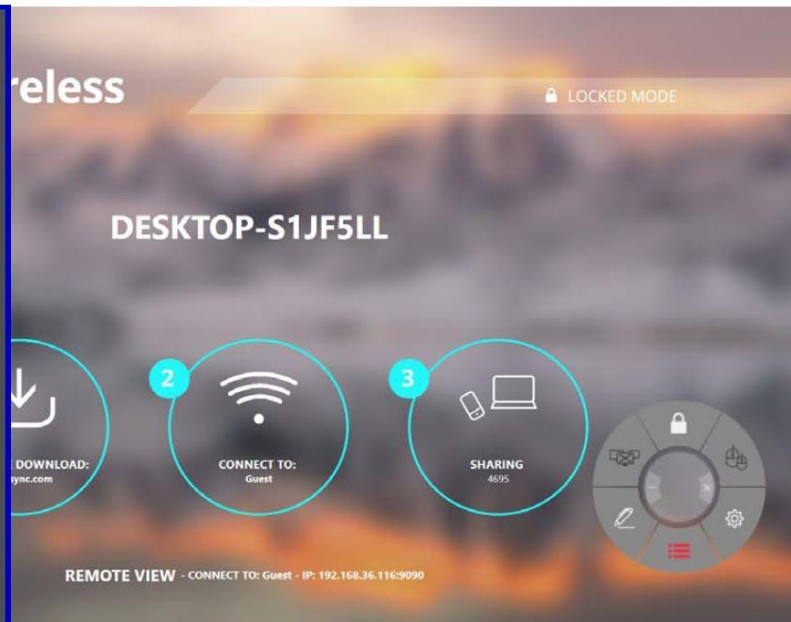 reless
LOCKED MODE
DESKTOP-S1JF5LL
2
3
DOWNLOAD:
ync.com
CONNECT TO:
Guest
SHARING
4695
REMOTE VIEW - CONNECT TO: Guest - IP: 192.168.36.116:9090